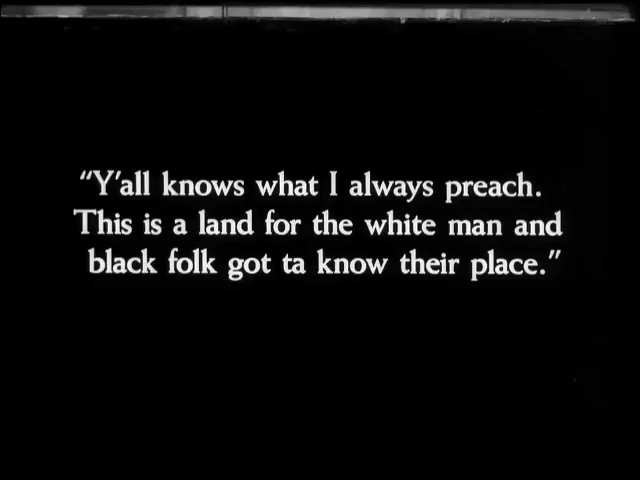 “Y’all knows what I always preach.
This is a land for the white man and
black folk got ta know their place.”